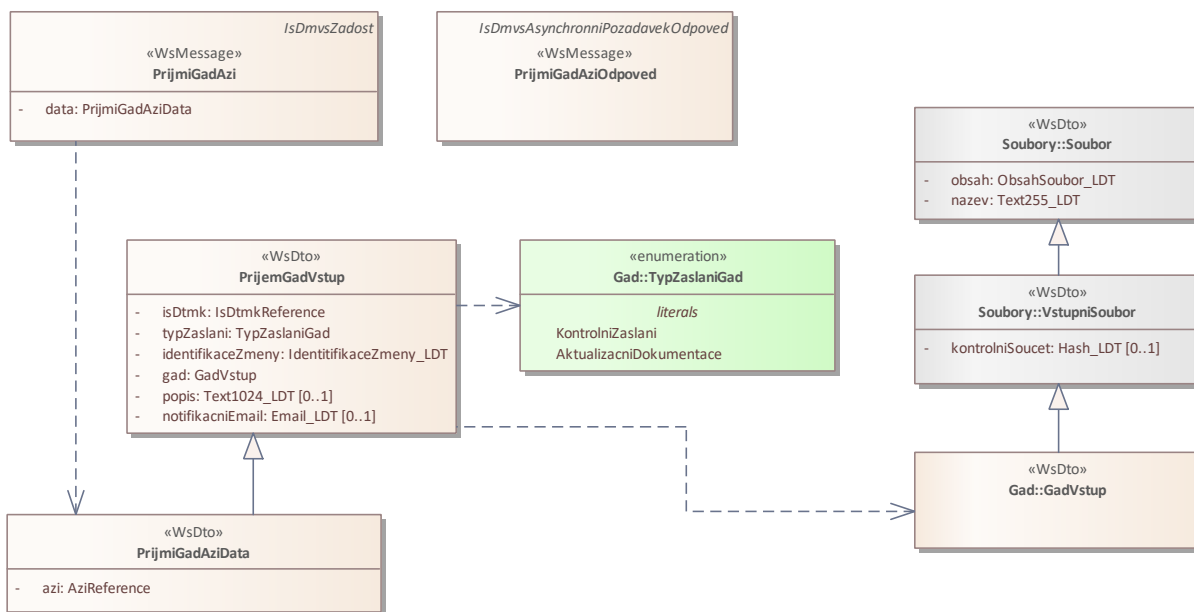 IsDmvsZadost
«WsMessage»
PrijmiGadAzi
- data: PrijmiGadAziData
IsDmvsAsynchronniPozadavekOdpoved
«WsMessage»
PrijmiGadAziOdpoved
«WsDto»
Soubory::Soubor
- obsah: ObsahSoubor_LDT
- nazev: Text255_LDT
«WsDto»
PrijemGadVstup
- isDtmk: IsDtmkReference
- typZaslani: TypZaslaniGad
- identifikaceZmeny: IdentitifikaceZmeny_LDT
- gad: GadVstup
- popis: Text1024_LDT [0..1]
- notifikacniEmail: Email_LDT [0..1]
«enumeration»
Gad::TypZaslaniGad
literals
KontrolniZaslani
AktualizacniDokumentace
«WsDto»
Soubory::VstupniSoubor
- kontrolniSoucet: Hash_LDT [0..1]
«WsDto»
Gad::GadVstup
«WsDto»
PrijmiGadAziData
- azi: AziReference